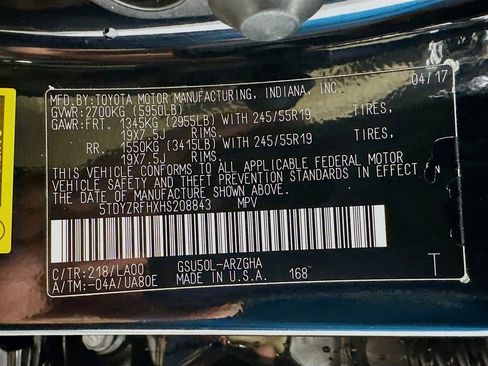 MFD.BY:TOYOTA MOTOR MANUFACTURING, INDIANA, INC. 04/17
GVWR:2700KG (5950LB)
GAWR:FRT. 1345KG (2955LB) WITH 245/55R19 TIRES,
19X7.5J RIMS.
RR. 1550KG (3415LB) WITH 245/55R19 TIRES,
19X7.5J RIMS.
THIS VEHICLE CONFORMS TO ALL APPLICABLE FEDERAL MOTOR
VEHICLE SAFETY AND THEFT PREVENTION STANDARDS IN EFFECT ON
THE DATE OF MANUFACTURE SHOWN ABOVE.
5TDYZRFHXHS208843 MPV
C/TR:218/LA00 GSU50L-ARZGHA
A/TM:-04A/UA80E MADE IN U.S.A. 168 T